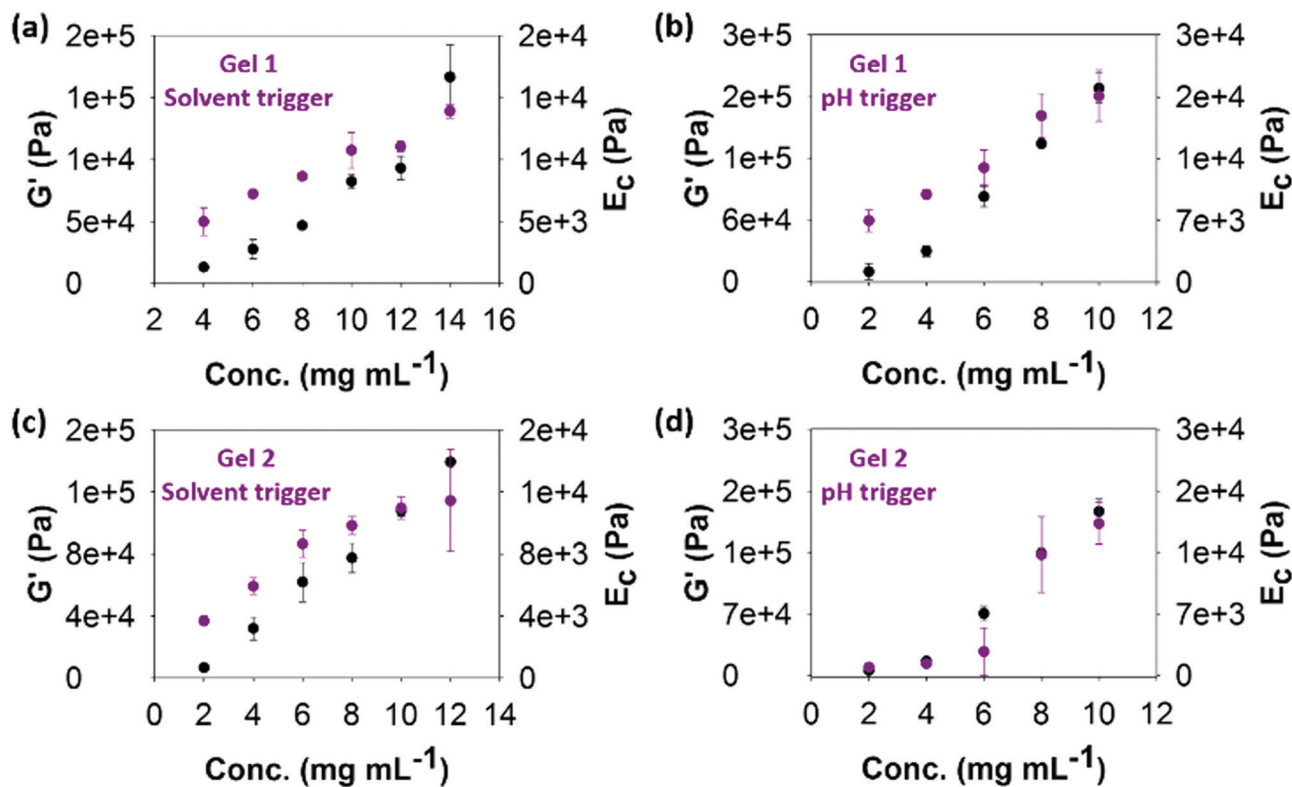 (a)
Gel 1
Solvent trigger
2e+5
1e+5
1e+4
5e+4
0
G' (Pa)
2e+4
1e+4
1e+4
5e+3
0
E_C (Pa)
2 4 6 8 10 12 14 16
Conc. (mg mL⁻¹)
(b)
Gel 1
pH trigger
3e+5
2e+5
1e+5
6e+4
0
G' (Pa)
3e+4
2e+4
1e+4
7e+3
0
E_C (Pa)
0 2 4 6 8 10 12
Conc. (mg mL⁻¹)
(c)
Gel 2
Solvent trigger
2e+5
1e+5
8e+4
4e+4
0
G' (Pa)
2e+4
1e+4
8e+3
4e+3
0
E_C (Pa)
0 2 4 6 8 10 12 14
Conc. (mg mL⁻¹)
(d)
Gel 2
pH trigger
3e+5
2e+5
1e+5
7e+4
0
G' (Pa)
3e+4
2e+4
1e+4
7e+3
0
E_C (Pa)
0 2 4 6 8 10 12
Conc. (mg mL⁻¹)